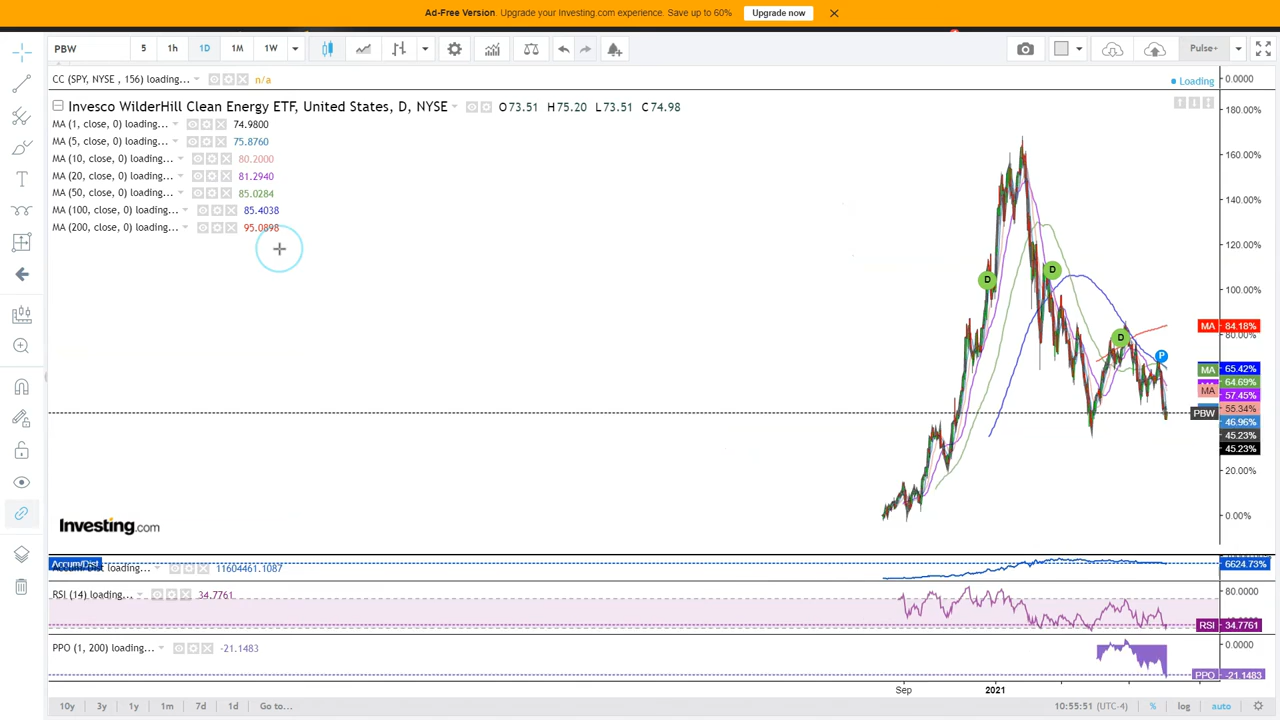 Ad-Free Version. Upgrade your Investing.com experience. Save up to 60% Upgrade now
PBW 5 1h 1D 1M 1W Pulse+
CC (SPY, NYSE , 156) loading... n/a
Loading
0.0000
Invesco WilderHill Clean Energy ETF, United States, D, NYSE O73.51 H75.20 L73.51 C74.98
MA (1, close, 0) loading... 74.9800
MA (5, close, 0) loading... 75.8760
MA (10, close, 0) loading... 80.2000
MA (20, close, 0) loading... 81.2940
MA (50, close, 0) loading... 85.0284
MA (100, close, 0) loading... 85.4038
MA (200, close, 0) loading... 95.0898
180.00%
160.00%
140.00%
120.00%
100.00%
80.00%
20.00%
0.00%
D
D
D
P
MA 84.18%
65.42%
MA 64.69%
57.45%
MA 55.34%
46.96%
PBW 45.23%
45.23%
Investing.com
Accum/Dist
Accum/Dist loading... 11604461.1087
6624.73%
RSI (14) loading... 34.7761
80.0000
RSI 34.7761
PPO (1, 200) loading... -21.1483
0.0000
PPO -21.1483
Sep 2021
10y 3y 1y 1m 7d 1d Go to... 10:55:51 (UTC-4) % log auto